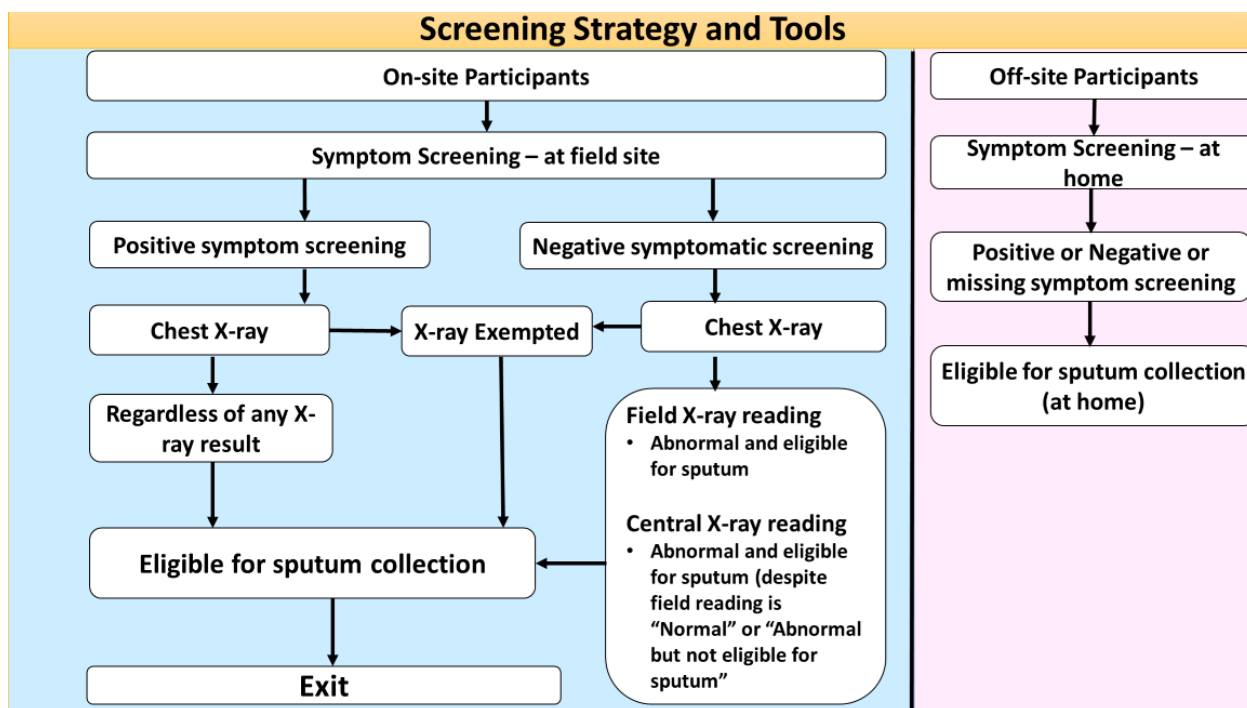 Screening Strategy and Tools
On-site Participants
Symptom Screening – at field site
Positive symptom screening
Negative symptomatic screening
Chest X-ray
X-ray Exempted
Chest X-ray
Regardless of any X-
ray result
Field X-ray reading
• Abnormal and eligible
for sputum
Central X-ray reading
• Abnormal and eligible
for sputum (despite
field reading is
“Normal” or “Abnormal
but not eligible for
sputum”
Eligible for sputum collection
Exit
Off-site Participants
Symptom Screening – at
home
Positive or Negative or
missing symptom screening
Eligible for sputum collection
(at home)